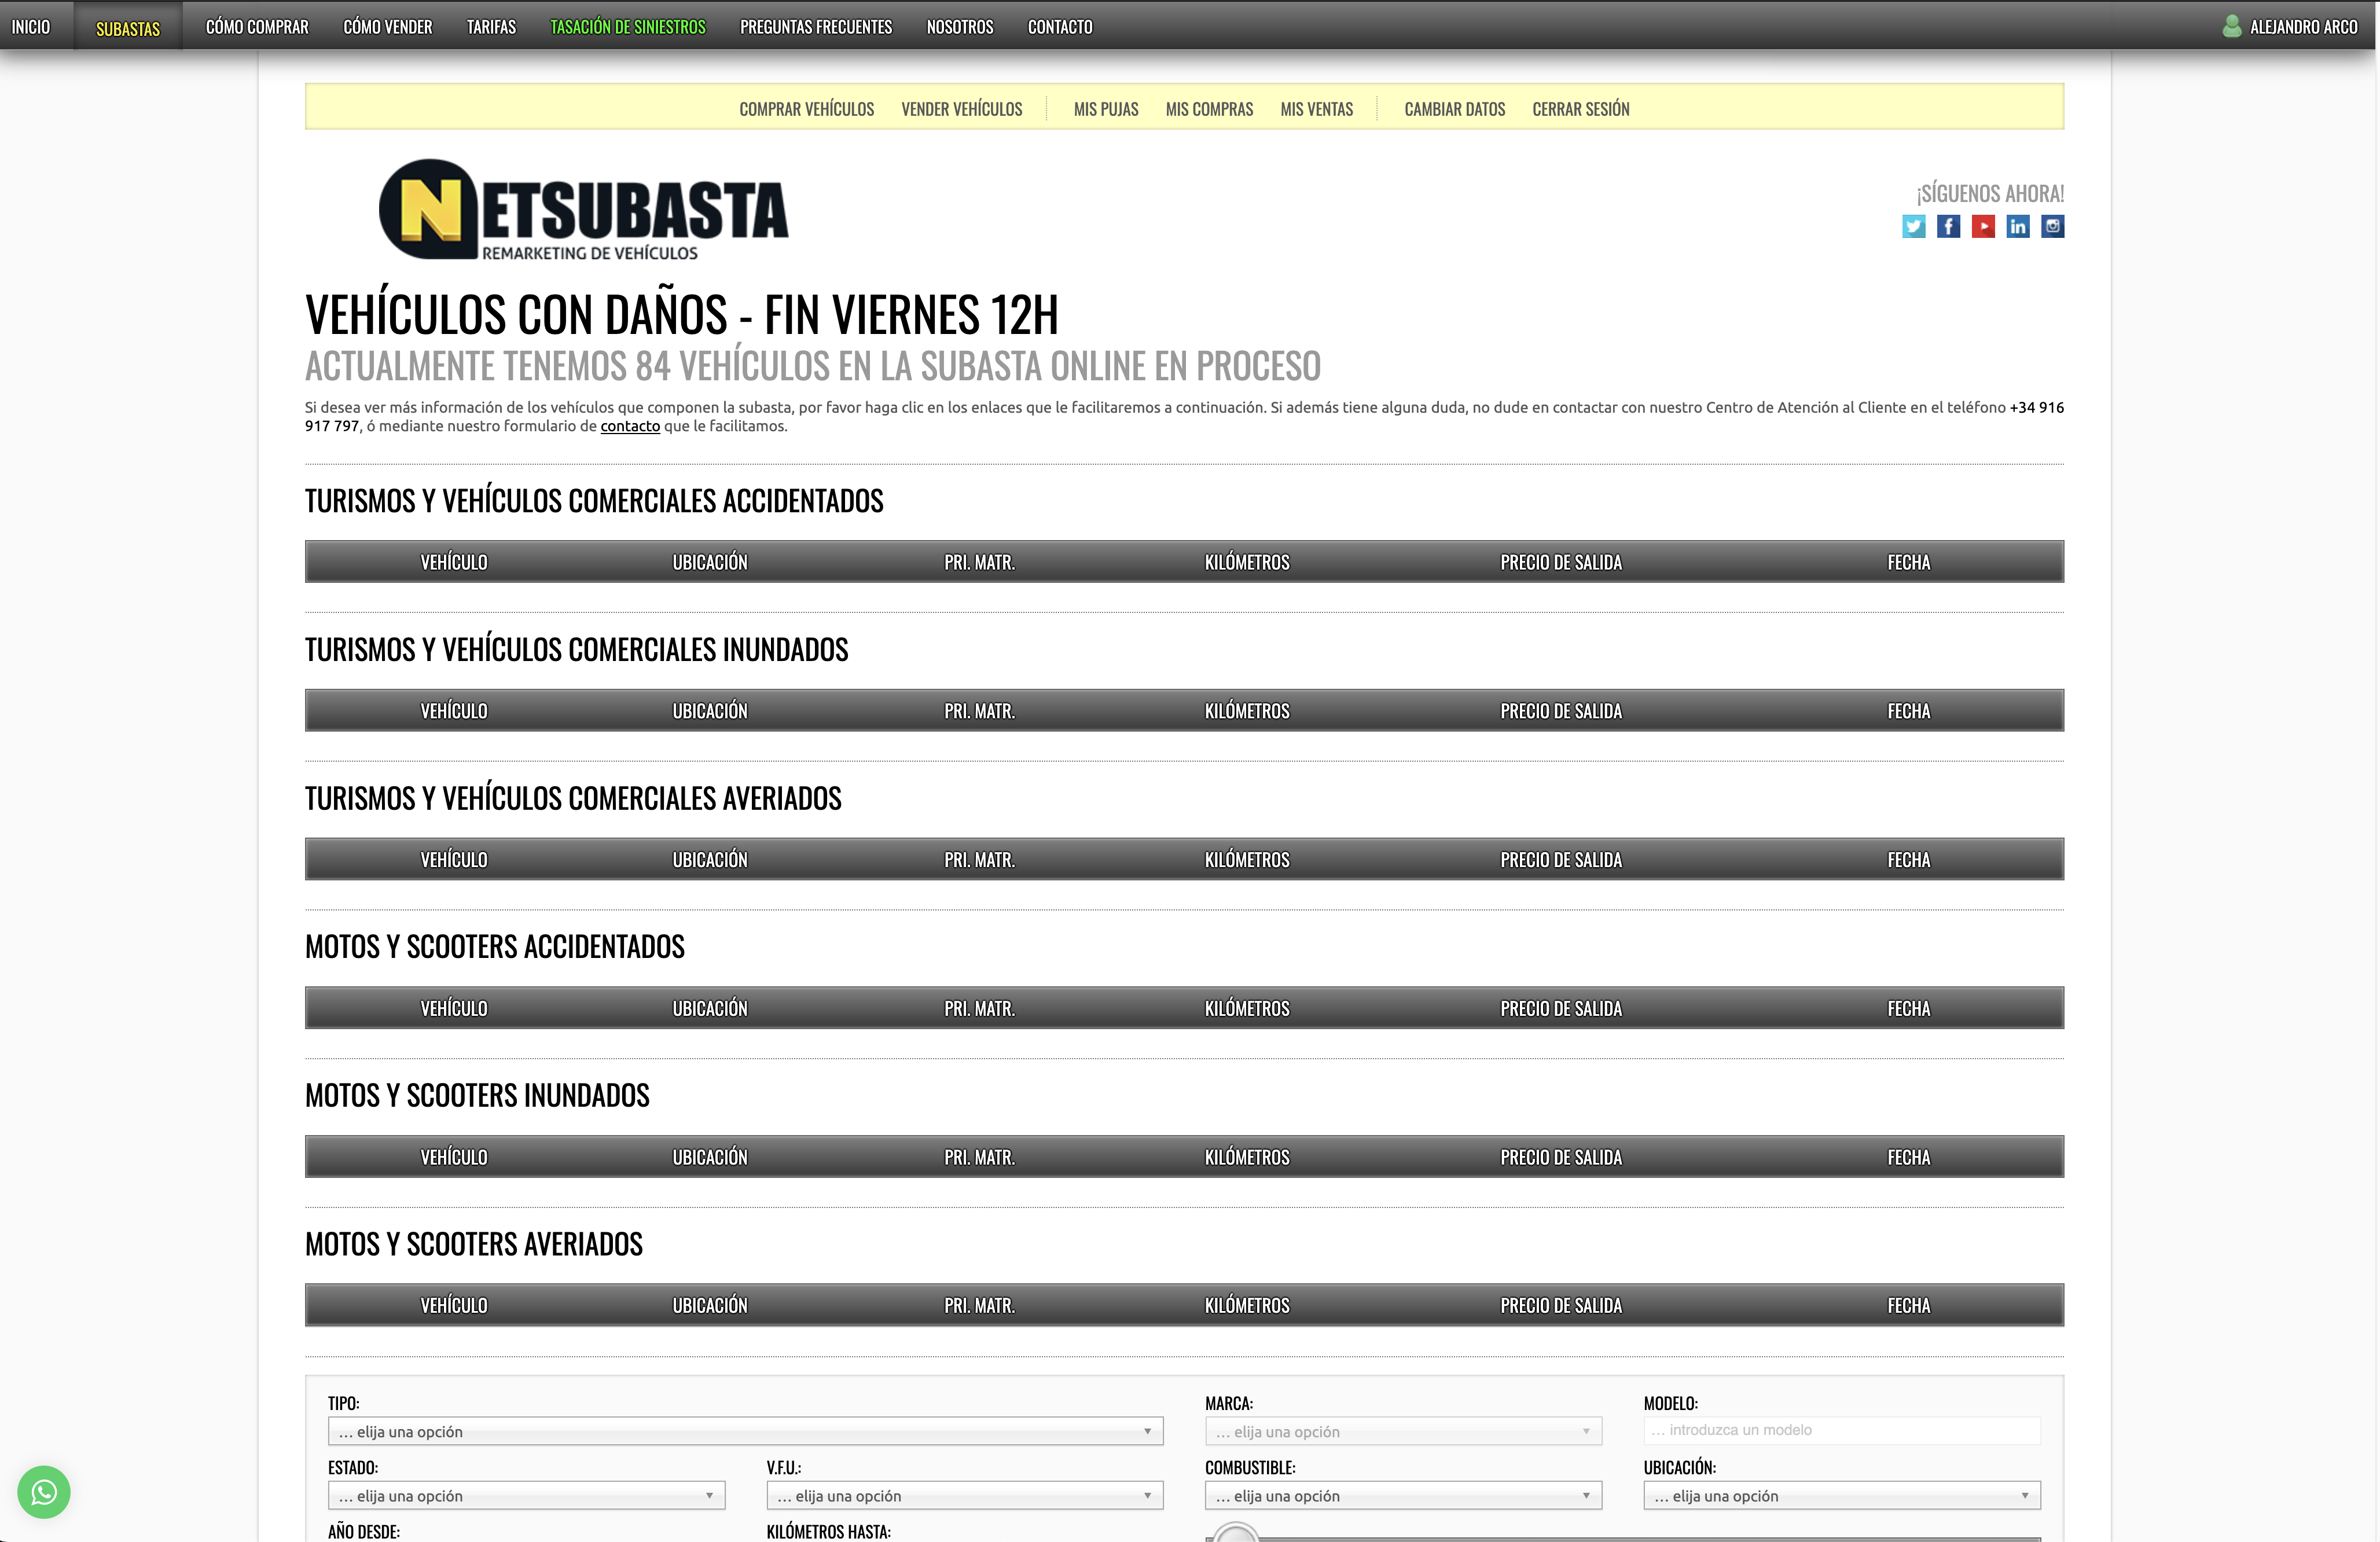 INICIO SUBASTAS CÓMO COMPRAR CÓMO VENDER TARIFAS TASACIÓN DE SINIESTROS PREGUNTAS FRECUENTES NOSOTROS CONTACTO ALEJANDRO ARCO
COMPRAR VEHÍCULOS VENDER VEHÍCULOS MIS PUJAS MIS COMPRAS MIS VENTAS CAMBIAR DATOS CERRAR SESIÓN
NETSUBASTA
REMARKETING DE VEHÍCULOS
¡SÍGUENOS AHORA!
VEHÍCULOS CON DAÑOS - FIN VIERNES 12H
ACTUALMENTE TENEMOS 84 VEHÍCULOS EN LA SUBASTA ONLINE EN PROCESO
Si desea ver más información de los vehículos que componen la subasta, por favor haga clic en los enlaces que le facilitaremos a continuación. Si además tiene alguna duda, no dude en contactar con nuestro Centro de Atención al Cliente en el teléfono +34 916
917 797, ó mediante nuestro formulario de contacto que le facilitamos.
TURISMOS Y VEHÍCULOS COMERCIALES ACCIDENTADOS
VEHÍCULO UBICACIÓN PRI. MATR. KILÓMETROS PRECIO DE SALIDA FECHA
TURISMOS Y VEHÍCULOS COMERCIALES INUNDADOS
VEHÍCULO UBICACIÓN PRI. MATR. KILÓMETROS PRECIO DE SALIDA FECHA
TURISMOS Y VEHÍCULOS COMERCIALES AVERIADOS
VEHÍCULO UBICACIÓN PRI. MATR. KILÓMETROS PRECIO DE SALIDA FECHA
MOTOS Y SCOOTERS ACCIDENTADOS
VEHÍCULO UBICACIÓN PRI. MATR. KILÓMETROS PRECIO DE SALIDA FECHA
MOTOS Y SCOOTERS INUNDADOS
VEHÍCULO UBICACIÓN PRI. MATR. KILÓMETROS PRECIO DE SALIDA FECHA
MOTOS Y SCOOTERS AVERIADOS
VEHÍCULO UBICACIÓN PRI. MATR. KILÓMETROS PRECIO DE SALIDA FECHA
TIPO: MARCA: MODELO:
... elija una opción ... elija una opción ... introduzca un modelo
ESTADO: V.F.U.: COMBUSTIBLE: UBICACIÓN:
... elija una opción ... elija una opción ... elija una opción ... elija una opción
AÑO DESDE: KILÓMETROS HASTA: